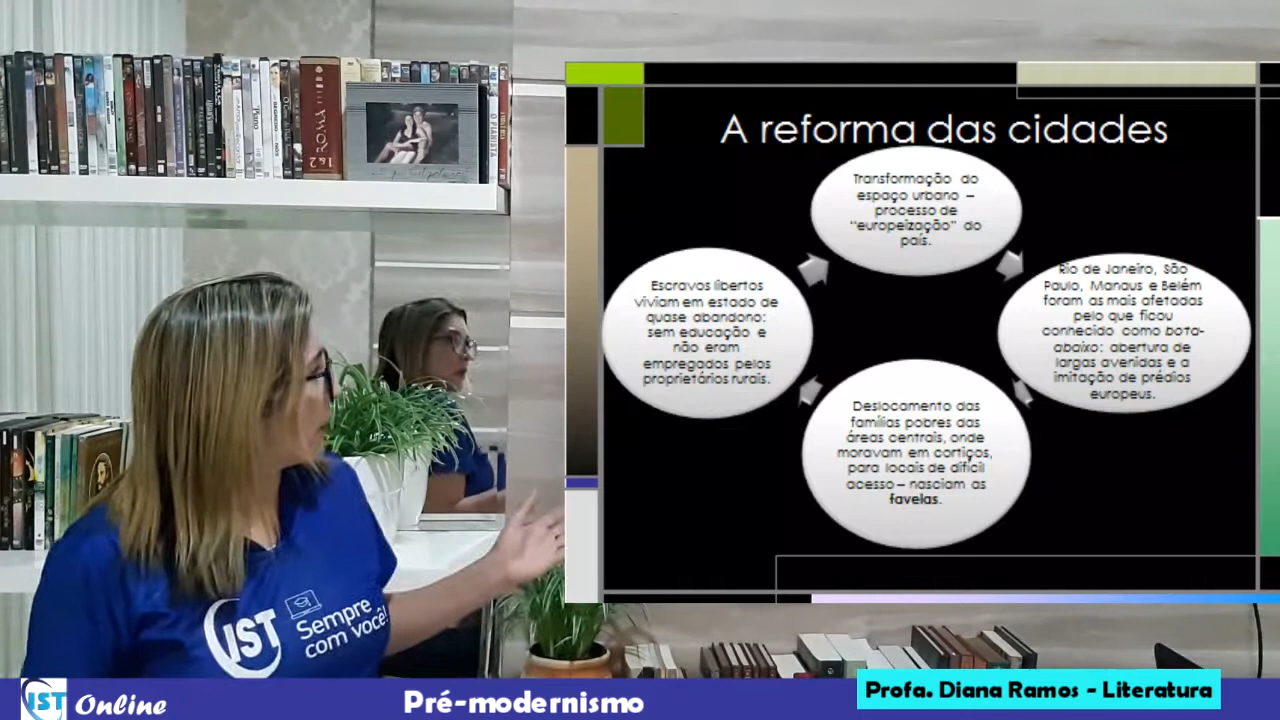 A reforma das cidades
Transformação do
espaço urbano –
processo de
"europeização" do
país.
Escravos libertos
viviam em estado de
quase abandono:
sem educação e
não eram
empregados pelos
proprietários rurais.
Rio de Janeiro, São
Paulo, Manaus e Belém
foram as mais afetadas
pelo que ficou
conhecido como bota-
abaixo: abertura de
largas avenidas e a
imitação de prédios
europeus.
Deslocamento das
famílias pobres das
áreas centrais, onde
moravam em cortiços,
para locais de difícil
acesso – nasciam as
favelas.
O PIANISTA
IST
Sempre
com você!
IST Online
Pré-modernismo
Profa. Diana Ramos - Literatura